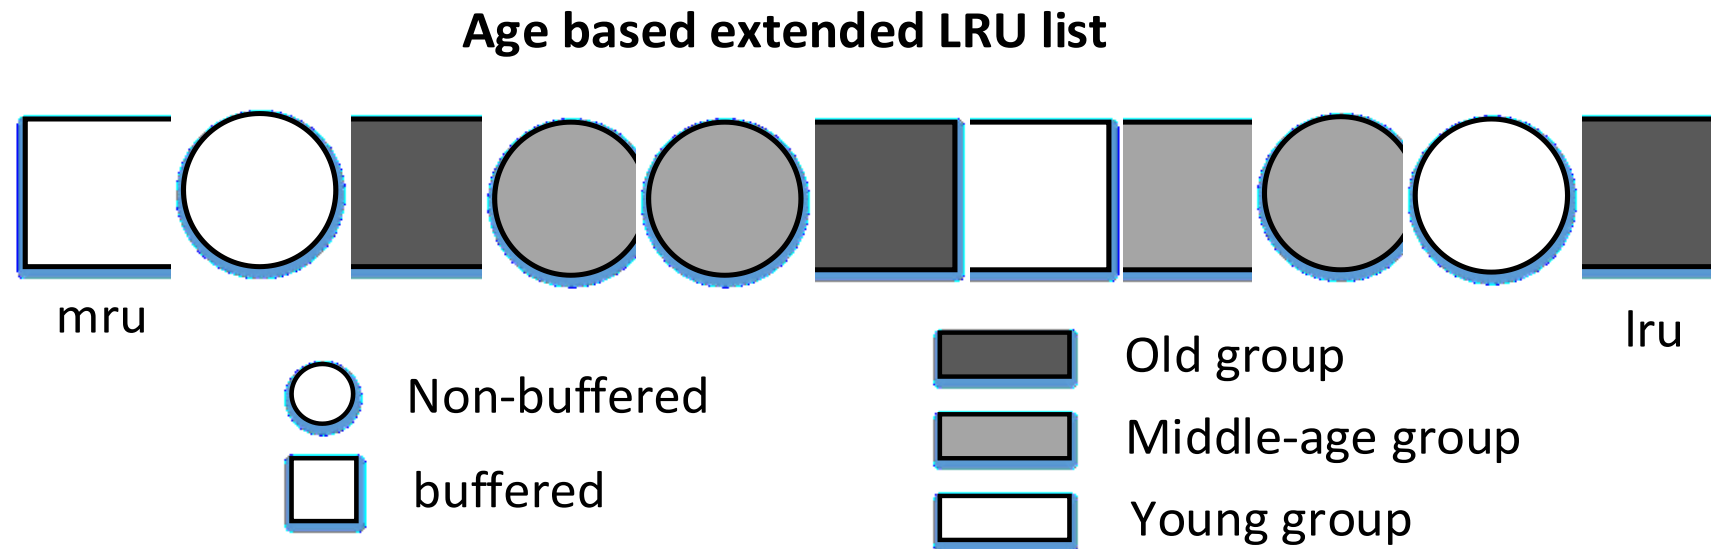 Age based extended LRU list
mru
lru
Non-buffered
buffered
Old group
Middle-age group
Young group